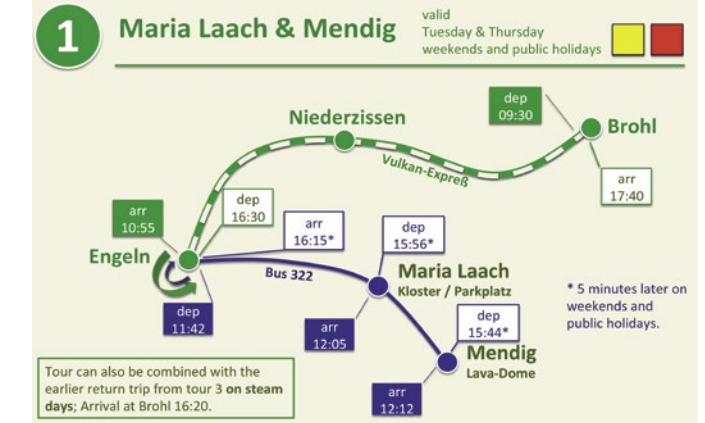 1
Maria Laach & Mendig
valid
Tuesday & Thursday
weekends and public holidays
dep
09:30
Niederzissen
Brohl
Vulkan-Expreß
arr
17:40
dep
16:30
arr
10:55
arr
16:15*
dep
15:56*
Engeln
Bus 322
Maria Laach
Kloster / Parkplatz
* 5 minutes later on
weekends and
public holidays.
dep
11:42
arr
12:05
dep
15:44*
Mendig
Lava-Dome
arr
12:12
Tour can also be combined with the
earlier return trip from tour 3 on steam
days; Arrival at Brohl 16:20.